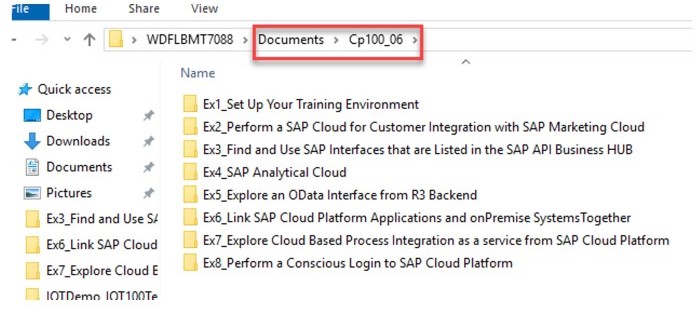 File Home Share View
WDFLBMT7088 Documents Cp100_06
Name
Quick access
Desktop
Downloads
Documents
Pictures
Ex3_Find and Use SA
Ex6_Link SAP Cloud
Ex7_Explore Cloud E
IOTDemo_IOT100Te
Ex1_Set Up Your Training Environment
Ex2_Perform a SAP Cloud for Customer Integration with SAP Marketing Cloud
Ex3_Find and Use SAP Interfaces that are Listed in the SAP API Business HUB
Ex4_SAP Analytical Cloud
Ex5_Explore an OData Interface from R3 Backend
Ex6_Link SAP Cloud Platform Applications and onPremise SystemsTogether
Ex7_Explore Cloud Based Process Integration as a service from SAP Cloud Platform
Ex8_Perform a Conscious Login to SAP Cloud Platform